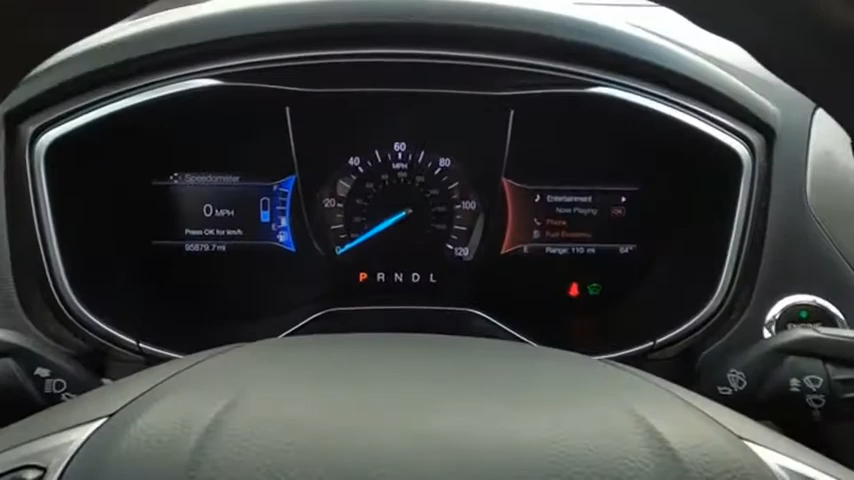 Speedometer
0 MPH
Press OK for km/h
95879.7 mi
0 20 40 60 80 100 120
MPH
P R N D L
Entertainment
Now Playing
OK
Phone
Fuel Economy
E
Range: 110 mi
64°